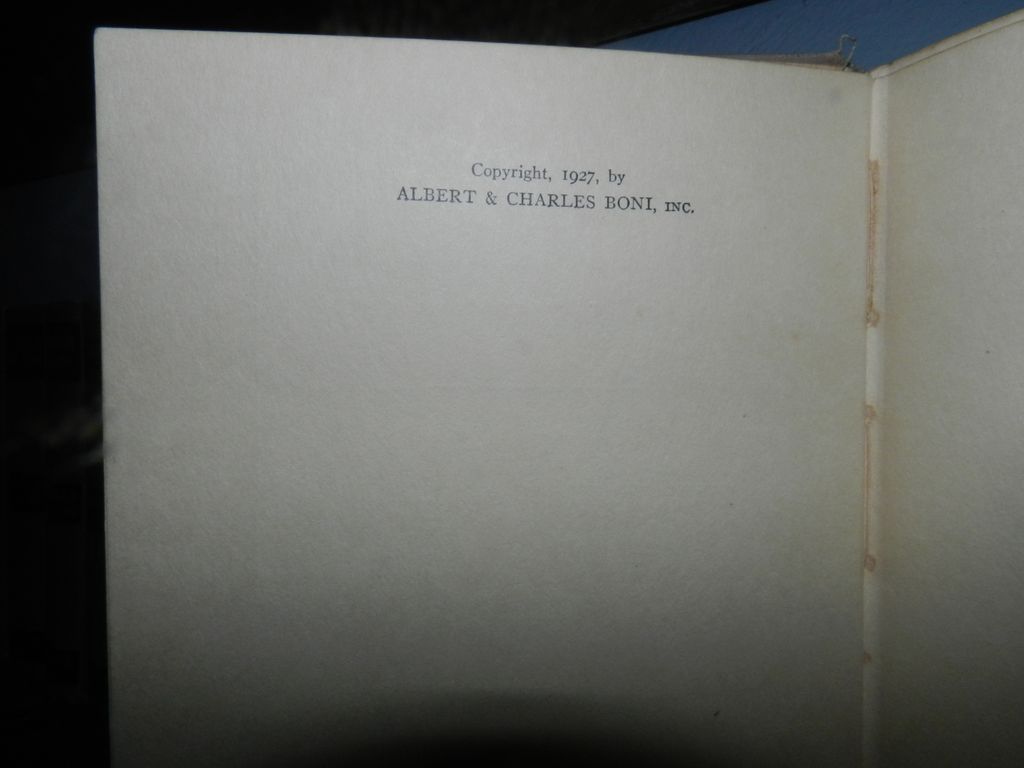 Copyright, 1927, by
ALBERT & CHARLES BONI, INC.